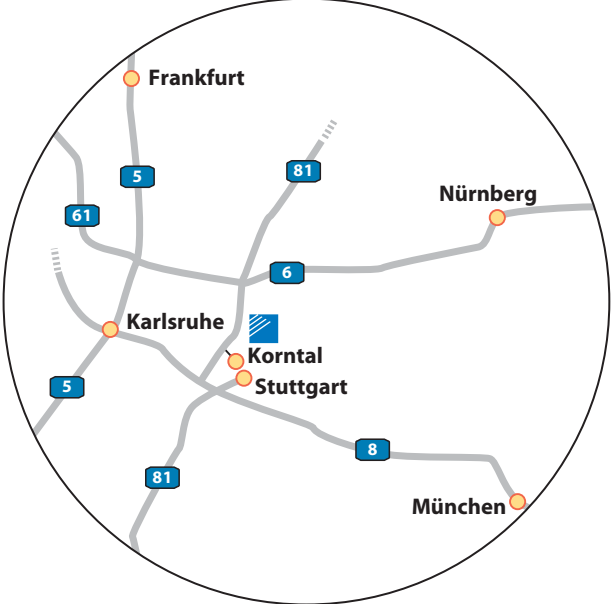 Frankfurt
81
5
Nürnberg
61
6
Karlsruhe
Korntal
Stuttgart
5
8
81
München